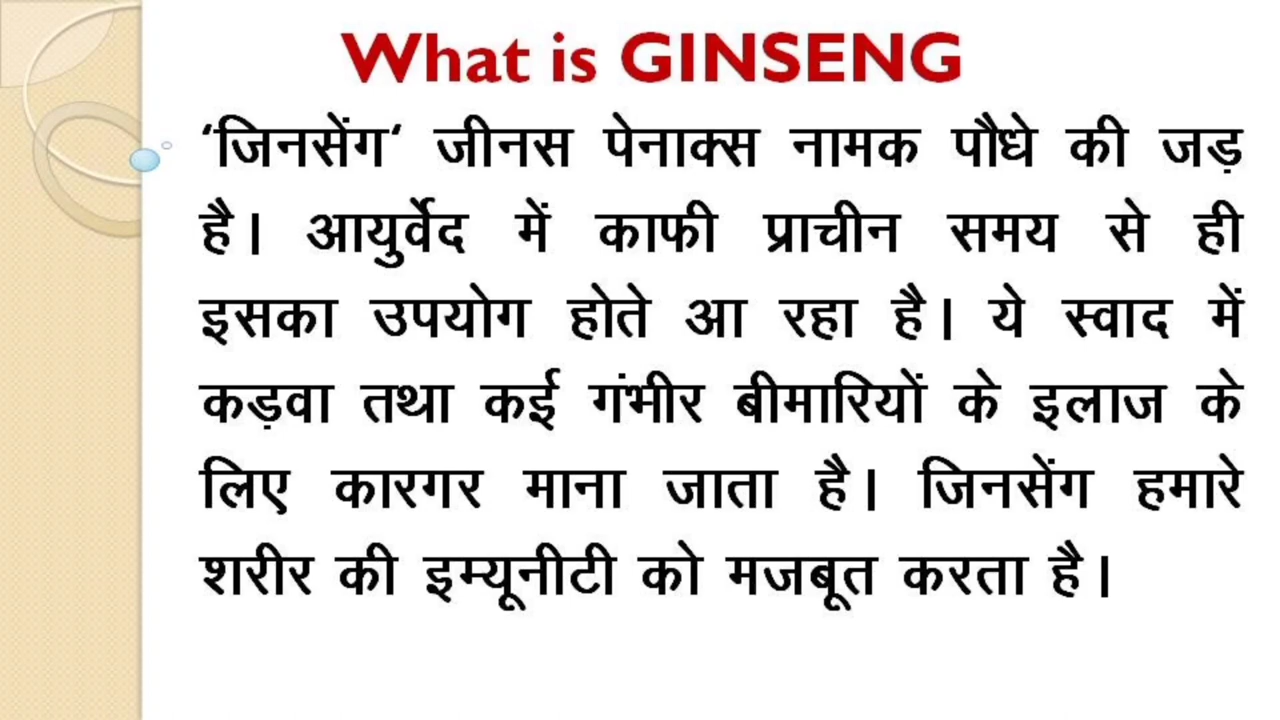 What is GINSENG
‘जिनसेंग‘ जीनस पेनाक्स नामक पौधे की जड़
है। आयुर्वेद में काफी प्राचीन समय से ही
इसका उपयोग होते आ रहा है। ये स्वाद में
कड़वा तथा कई गंभीर बीमारियों के इलाज के
लिए कारगर माना जाता है। जिनसेंग हमारे
शरीर की इम्यूनीटी को मजबूत करता है।